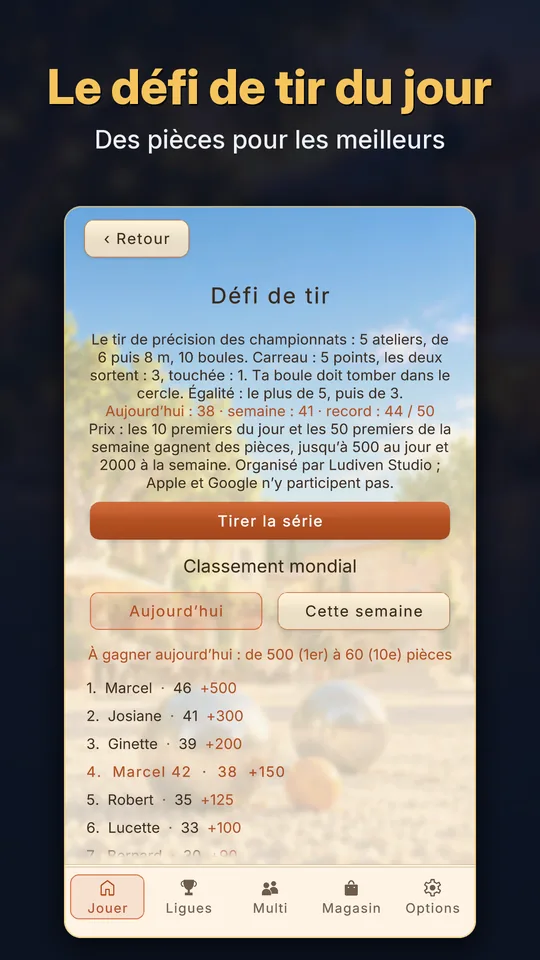 Le défi de tir du jour
Des pièces pour les meilleurs
‹ Retour
Défi de tir
Le tir de précision des championnats : 5 ateliers, de
6 puis 8 m, 10 boules. Carreau : 5 points, les deux
sortent : 3, touchée : 1. Ta boule doit tomber dans le
cercle. Égalité : le plus de 5, puis de 3.
Aujourd’hui : 38 · semaine : 41 · record : 44 / 50
Prix : les 10 premiers du jour et les 50 premiers de la
semaine gagnent des pièces, jusqu’à 500 au jour et
2000 à la semaine. Organisé par Ludiven Studio ;
Apple et Google n’y participent pas.
Tirer la série
Classement mondial
Aujourd’hui
Cette semaine
À gagner aujourd’hui : de 500 (1er) à 60 (10e) pièces
1. Marcel · 46 +500
2. Josiane · 41 +300
3. Ginette · 39 +200
4. Marcel 42 · 38 +150
5. Robert · 35 +125
6. Lucette · 33 +100
Jouer
Ligues
Multi
Magasin
Options